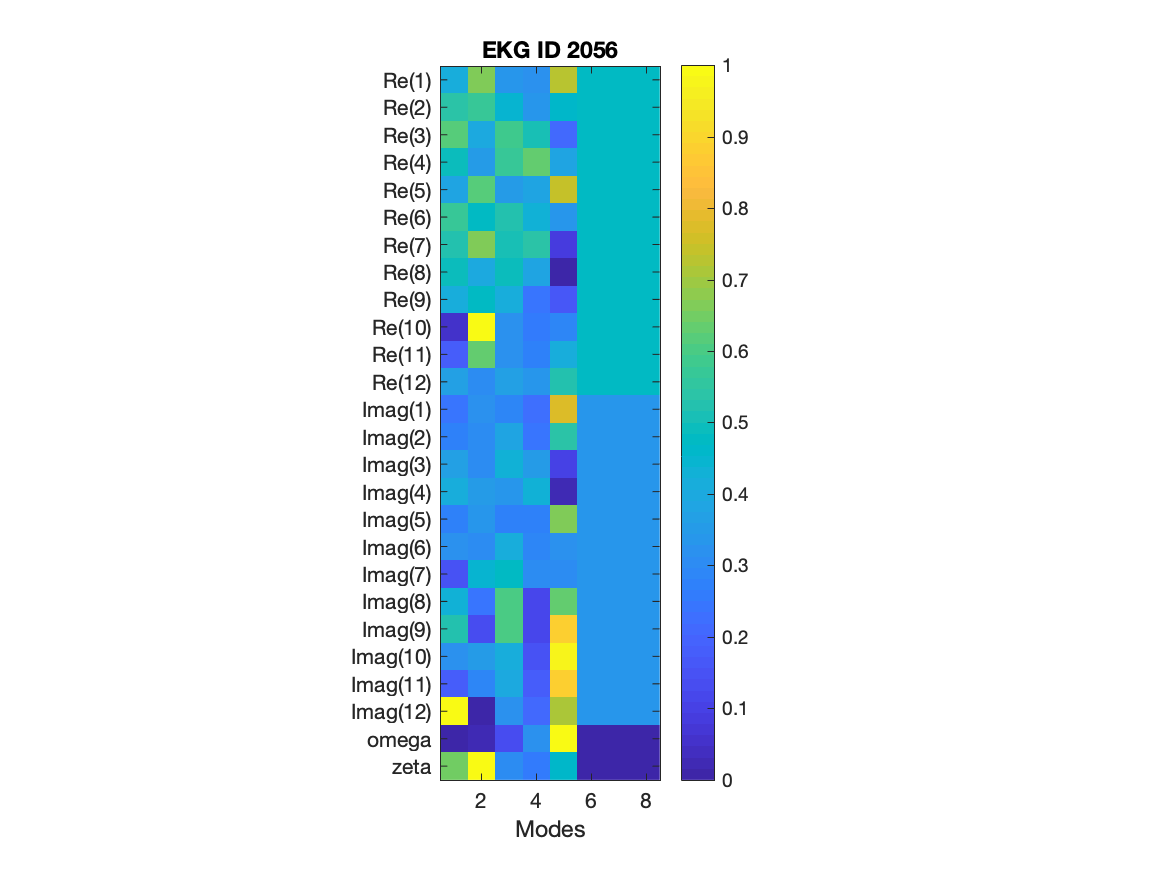 EKG ID 2056
Re(1)
Re(2)
Re(3)
Re(4)
Re(5)
Re(6)
Re(7)
Re(8)
Re(9)
Re(10)
Re(11)
Re(12)
Imag(1)
Imag(2)
Imag(3)
Imag(4)
Imag(5)
Imag(6)
Imag(7)
Imag(8)
Imag(9)
Imag(10)
Imag(11)
Imag(12)
omega
zeta
2 4 6 8
Modes
1
0.9
0.8
0.7
0.6
0.5
0.4
0.3
0.2
0.1
0